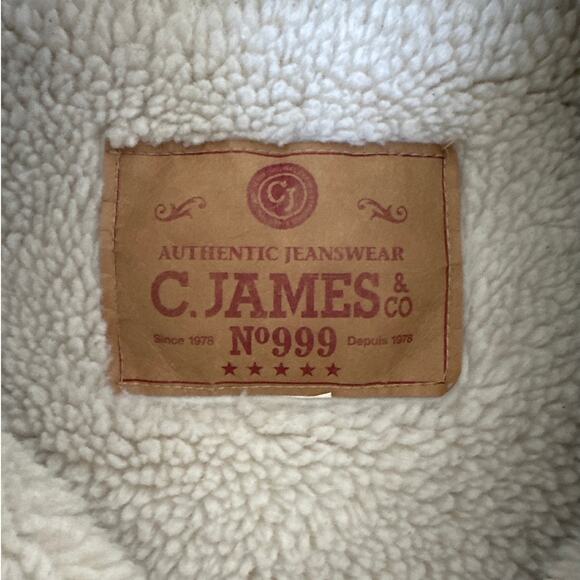 CJ
AUTHENTIC JEANSWEAR
C. JAMES & CO
Since 1978 Nº999 Depuis 1978